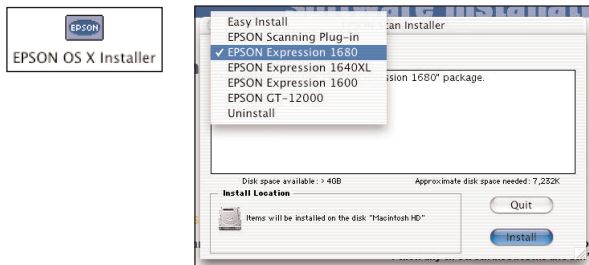 EPSON
EPSON OS X Installer
Easy Install
EPSON Scanning Plug-in
✓ EPSON Expression 1680
EPSON Expression 1640XL
EPSON Expression 1600
EPSON GT-12000
Uninstall
can Installer
ssion 1680" package.
Disk space available: > 4GB
Approximate disk space needed: 7,232K
Install Location
Items will be installed on the disk "Macintosh HD"
Quit
Install